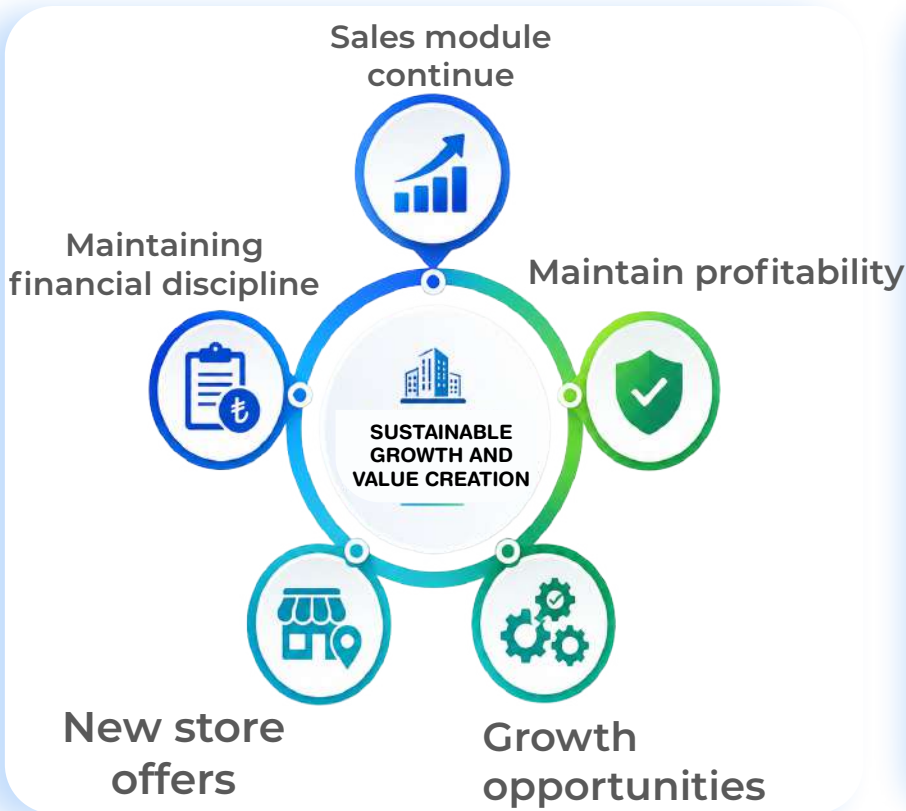 Sales module
continue
Maintaining
financial discipline
Maintain profitability
₺
SUSTAINABLE
GROWTH AND
VALUE CREATION
New store
offers
Growth
opportunities